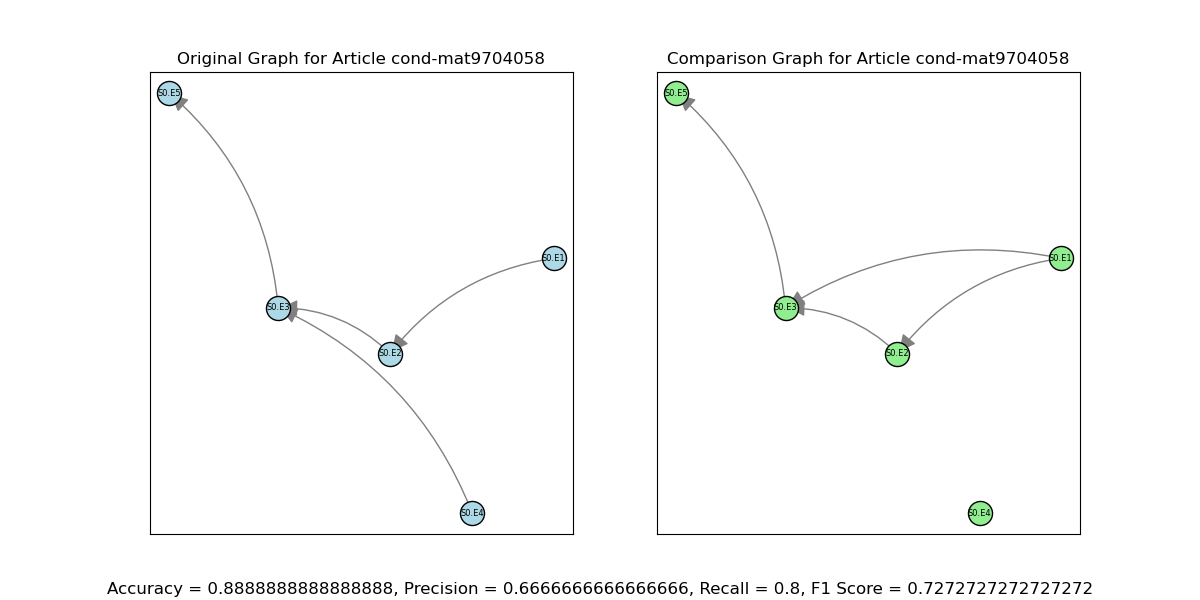 Original Graph for Article cond-mat9704058
Comparison Graph for Article cond-mat9704058
S0.E5
S0.E5
S0.E1
S0.E1
S0.E3
S0.E3
S0.E2
S0.E2
S0.E4
S0.E4
Accuracy = 0.8888888888888888, Precision = 0.6666666666666666, Recall = 0.8, F1 Score = 0.7272727272727272